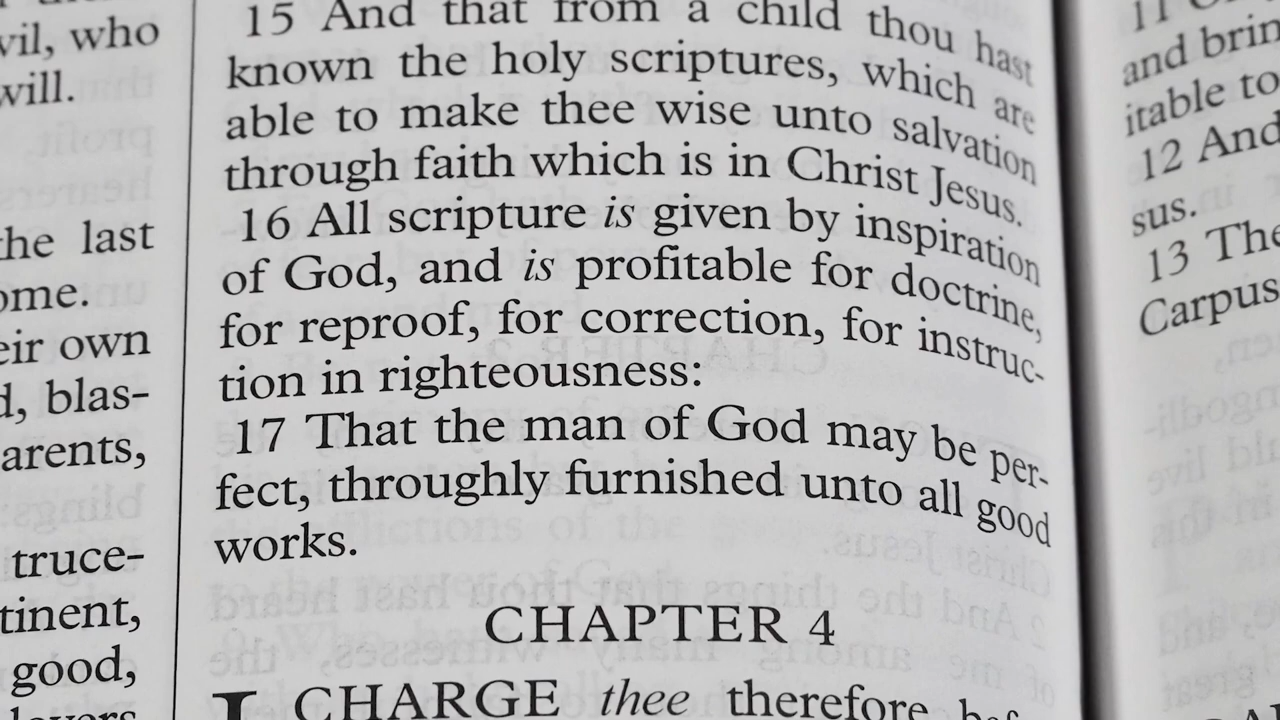 vil, who
will.
the last
ome.
eir own
d, blas-
arents,
truce-
tinent,
good,
lovers
15 And that from a child thou hast
known the holy scriptures, which are
able to make thee wise unto salvation
through faith which is in Christ Jesus.
16 All scripture is given by inspiration
of God, and is profitable for doctrine,
for reproof, for correction, for instruc-
tion in righteousness:
17 That the man of God may be per-
fect, throughly furnished unto all good
works.
CHAPTER 4
I CHARGE thee therefore bef
11
and brin
itable to
12 And
sus.
13 The
Carpus